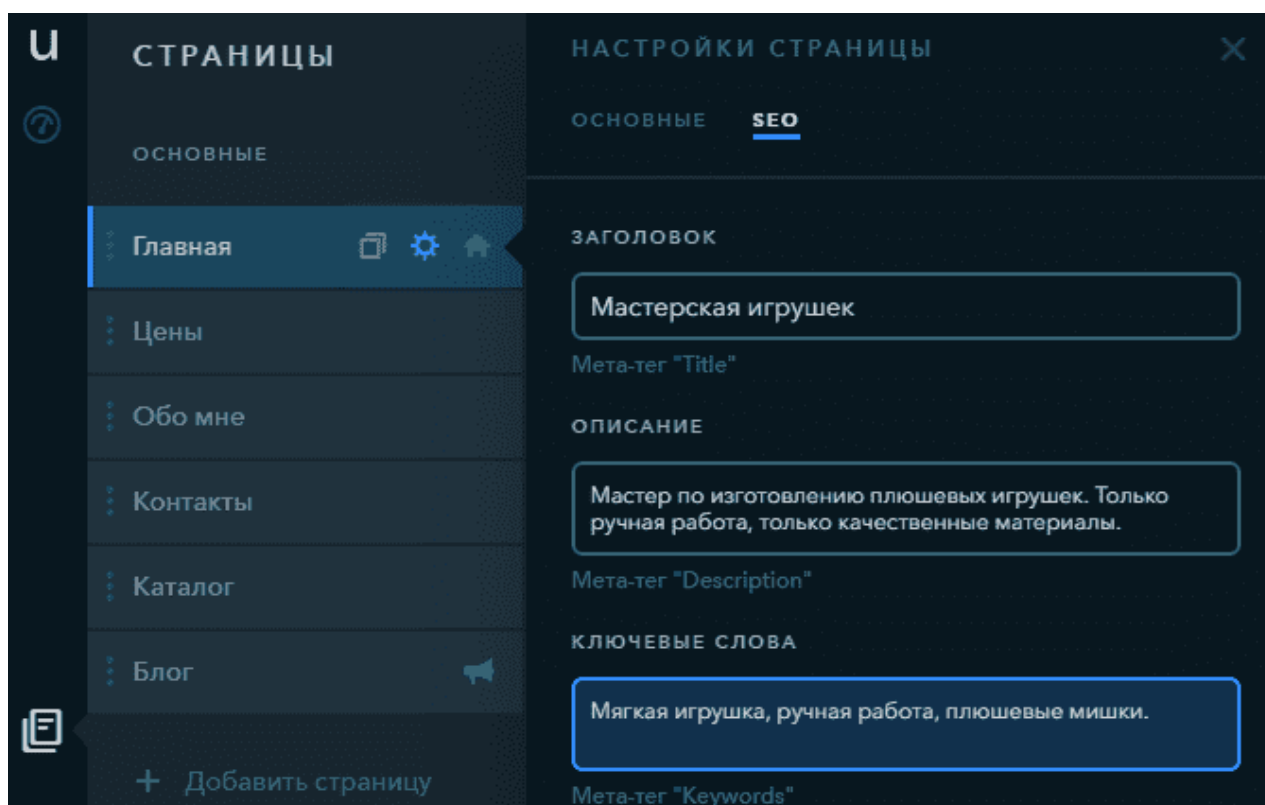 u
СТРАНИЦЫ
ОСНОВНЫЕ
Главная
Цены
Обо мне
Контакты
Каталог
Блог
+ Добавить страницу
НАСТРОЙКИ СТРАНИЦЫ
ОСНОВНЫЕ SEO
ЗАГОЛОВОК
Мастерская игрушек
Мета-тег "Title"
ОПИСАНИЕ
Мастер по изготовлению плюшевых игрушек. Только
ручная работа, только качественные материалы.
Мета-тег "Description"
КЛЮЧЕВЫЕ СЛОВА
Мягкая игрушка, ручная работа, плюшевые мишки.
Мета-тег "Keywords"